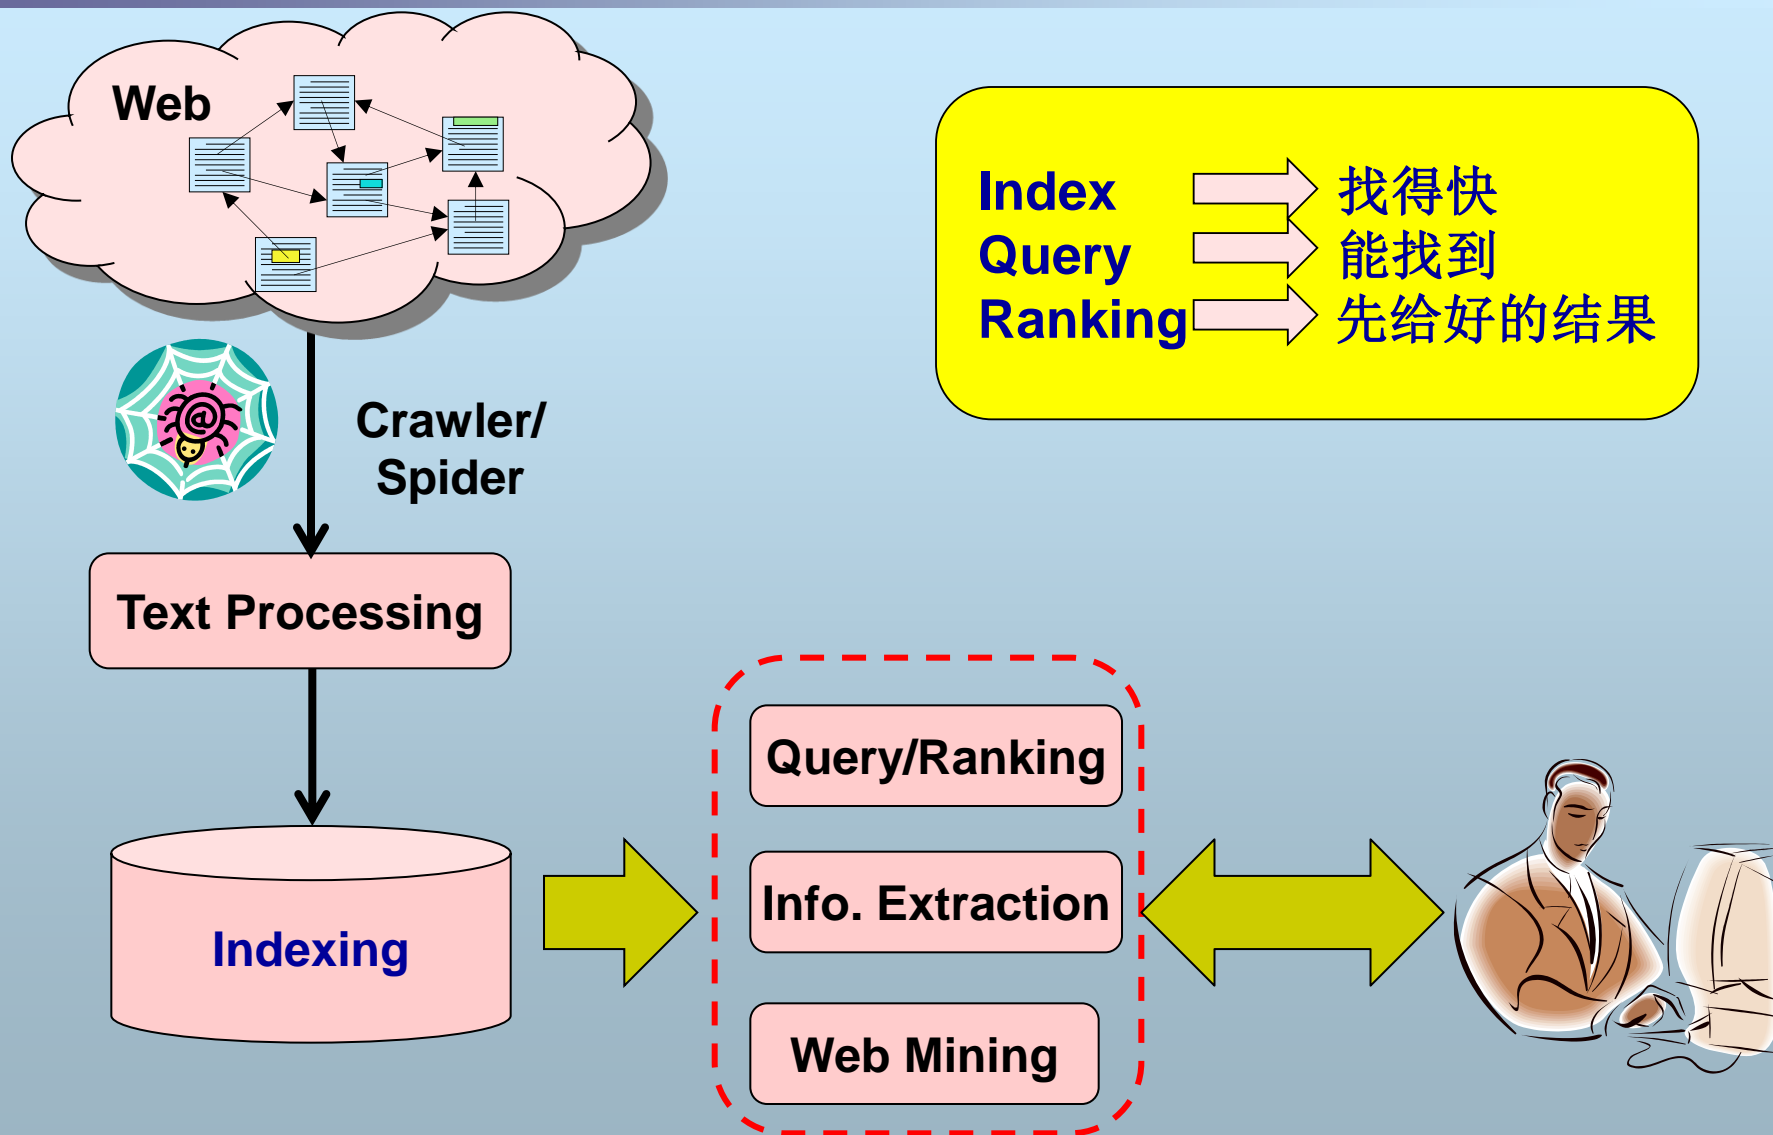 Web
Index 找得快
Query 能找到
Ranking 先给好的结果
Crawler/
Spider
Text Processing
Query/Ranking
Info. Extraction
Indexing
Web Mining